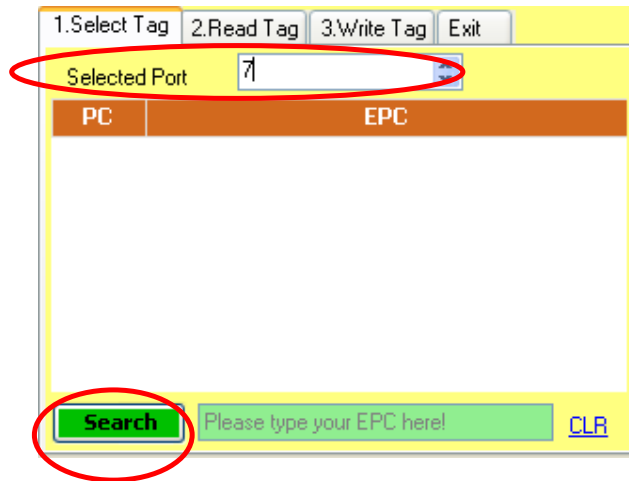 1.Select Tag 2.Read Tag 3.Write Tag Exit
Selected Port 7
PC EPC
Search Please type your EPC here! CLR